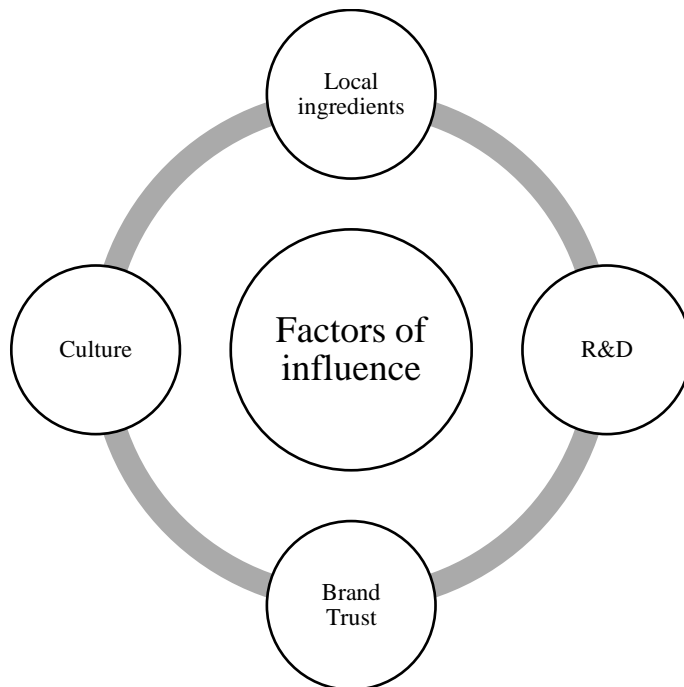 Local
ingredients
Culture
Factors of
influence
R&D
Brand
Trust